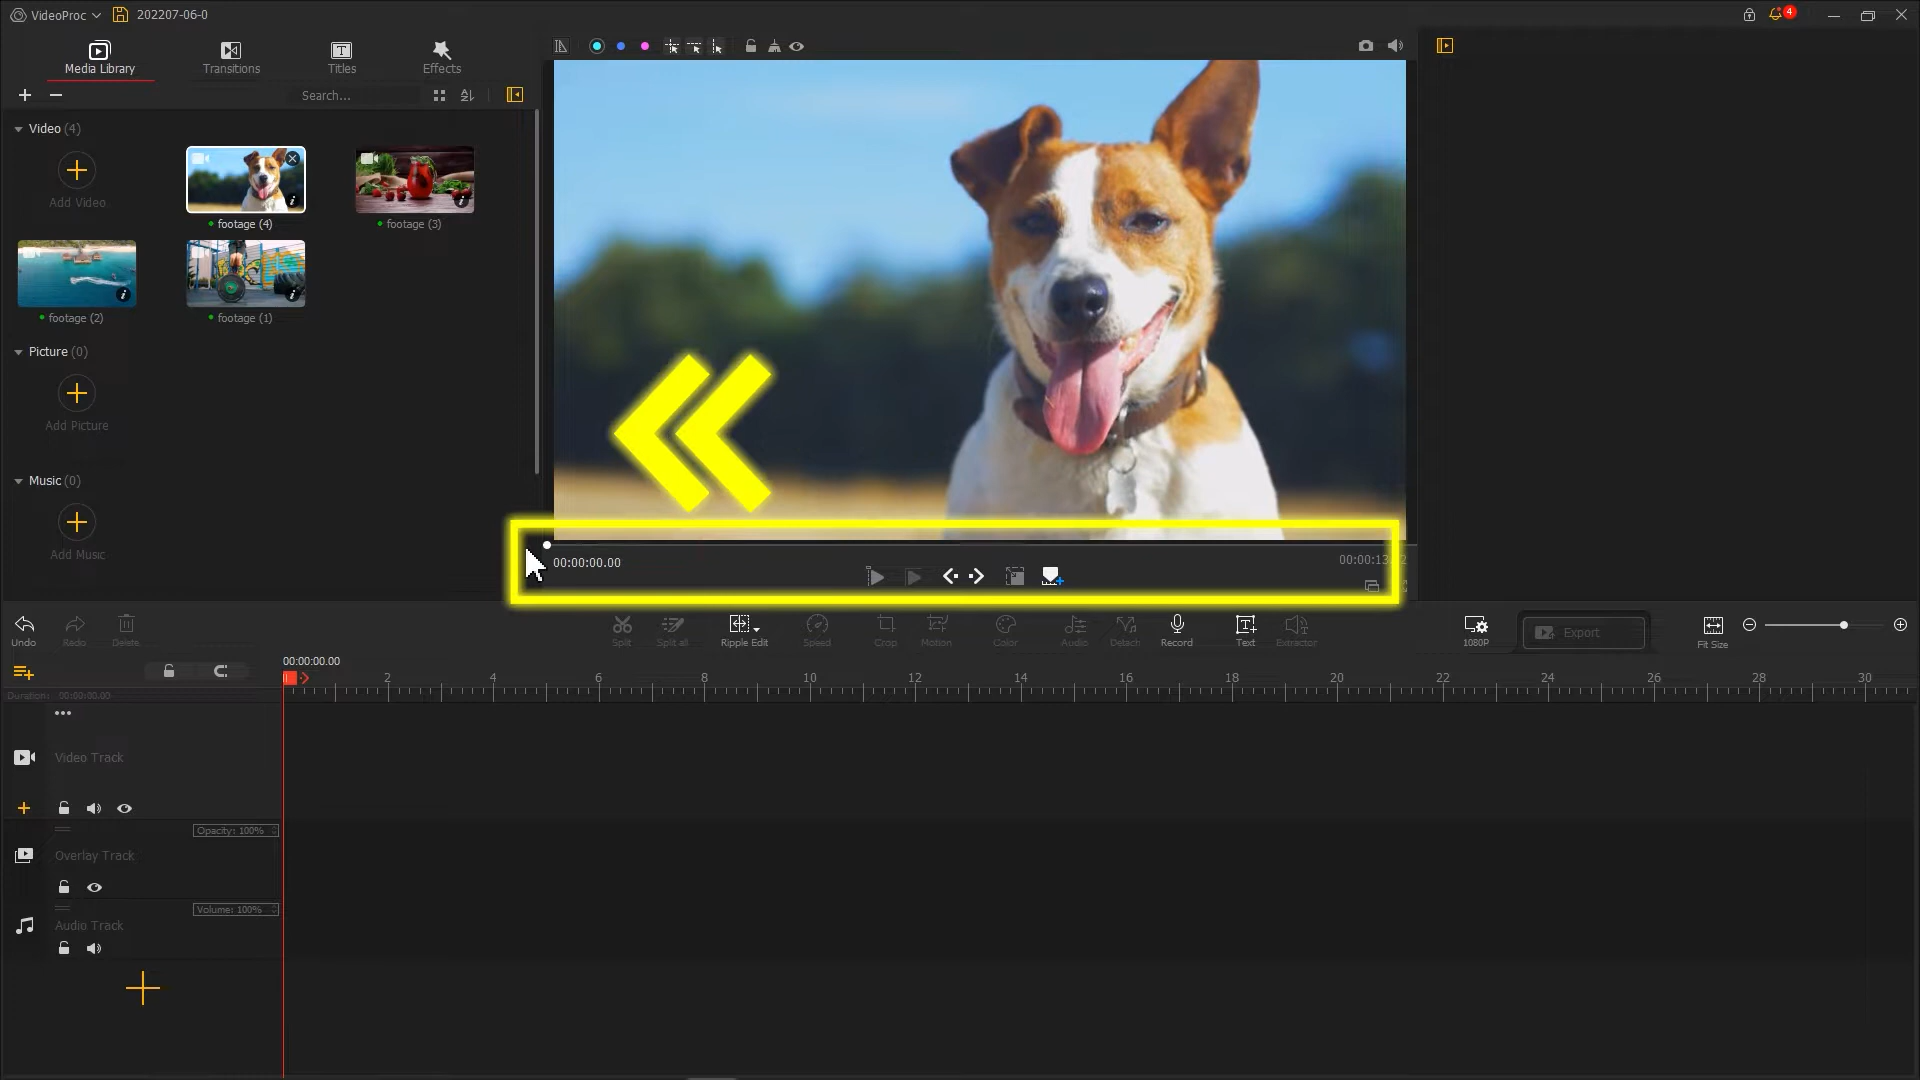 VideoProc
202207-06-0
4
Media Library
Transitions
Titles
Effects
Search...
Video (4)
Add Video
footage (4)
footage (3)
footage (2)
footage (1)
Picture (0)
Add Picture
Music (0)
Add Music
00:00:00.00
Undo
Redo
Delete
Split
Split all
Ripple Edit
Speed
Crop
Motion
Color
Audio
Detach
Record
Text
Extractor
1080P
Export
Fit Size
00:00:00.00
2 4 6 8 10 12 14 16 18 20 22 24 26 28 30
Duration: 00:00:00.00
Video Track
Opacity: 100%
Overlay Track
Volume: 100%
Audio Track